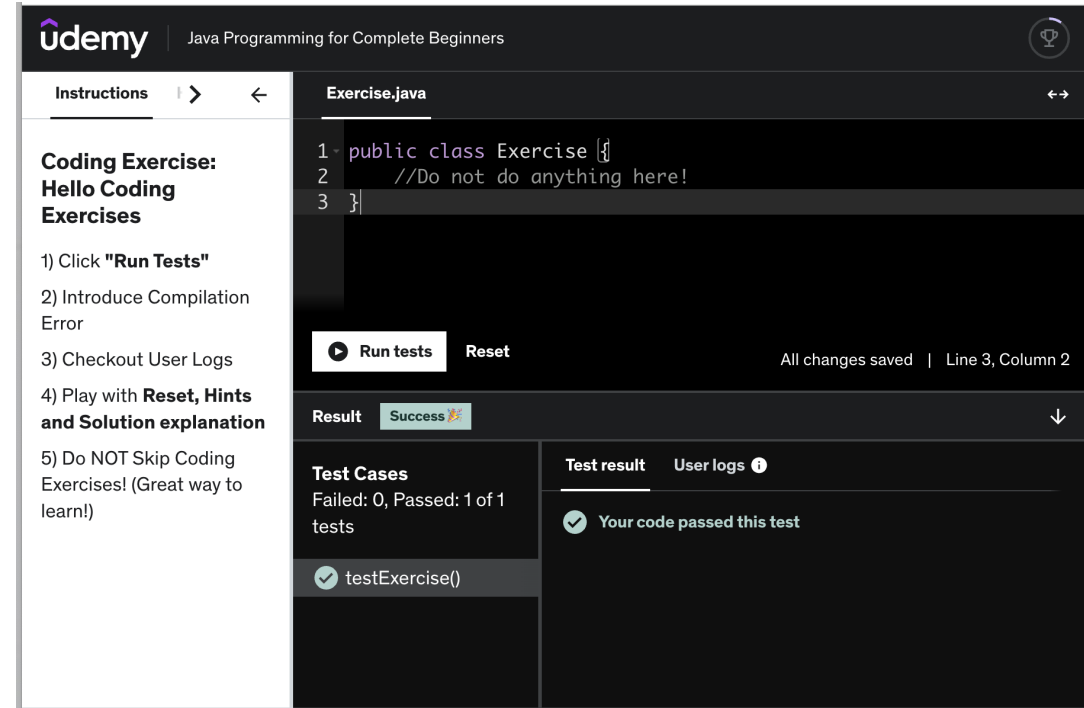 ûdemy
Java Programming for Complete Beginners
Instructions
Exercise.java
Coding Exercise:
Hello Coding
Exercises
1) Click "Run Tests"
2) Introduce Compilation
Error
3) Checkout User Logs
4) Play with Reset, Hints
and Solution explanation
5) Do NOT Skip Coding
Exercises! (Great way to
learn!)
1 public class Exercise {
2 //Do not do anything here!
3 }
Run tests
Reset
All changes saved | Line 3, Column 2
Result
Success🎉
Test Cases
Failed: 0, Passed: 1 of 1
tests
testExercise()
Test result
User logs
Your code passed this test